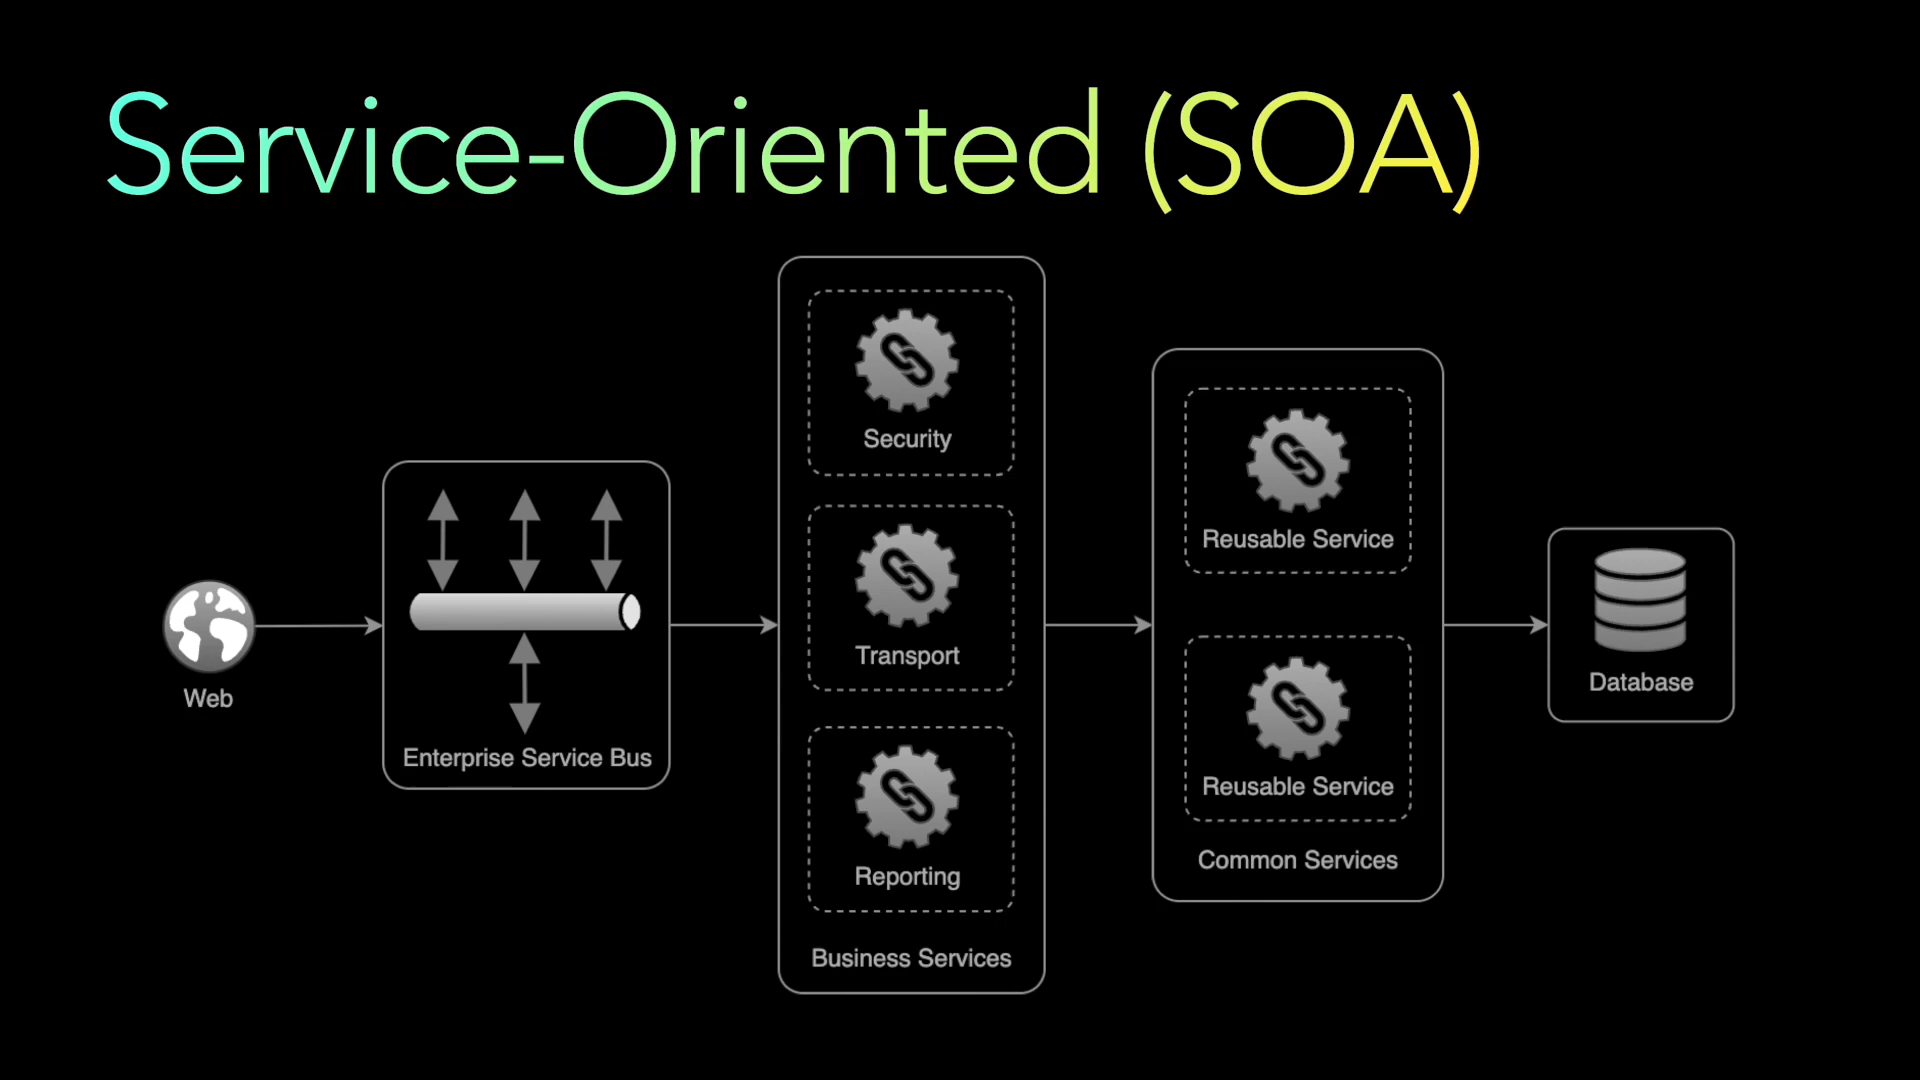 Service-Oriented (SOA)
Web
Enterprise Service Bus
Security
Transport
Reporting
Business Services
Reusable Service
Reusable Service
Common Services
Database